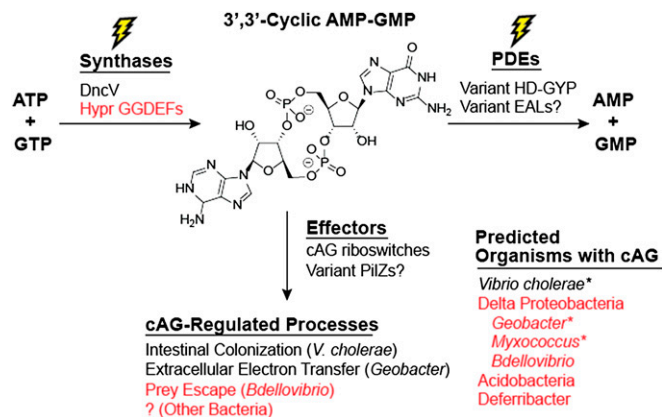 3',3'-Cyclic AMP-GMP
Synthases
DncV
Hypr GGDEFs
ATP
+
GTP
PDEs
Variant HD-GYP
Variant EALs?
AMP
+
GMP
O
N
NH
N
N
NH₂
O
O
P
O
O
O
HO
O
OH
O
O
P
O
O
N
N
HN
N
N
H₂N
Effectors
cAG riboswitches
Variant PilZs?
cAG-Regulated Processes
Intestinal Colonization (V. cholerae)
Extracellular Electron Transfer (Geobacter)
Prey Escape (Bdellovibrio)
? (Other Bacteria)
Predicted
Organisms with cAG
Vibrio cholerae*
Delta Proteobacteria
Geobacter*
Myxococcus*
Bdellovibrio
Acidobacteria
Deferribacter